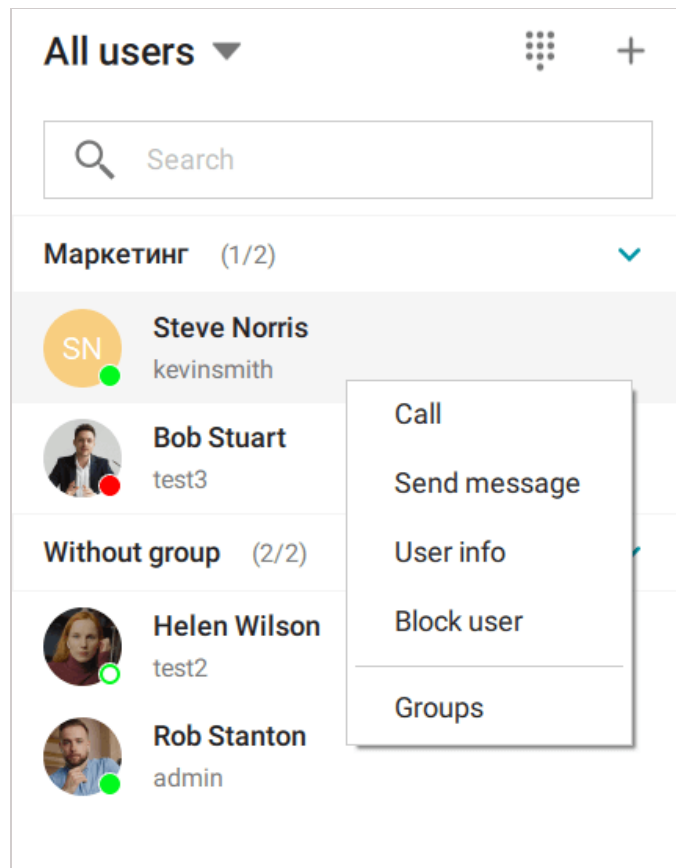 All users
Search
Маркетинг (1/2)
SN
Steve Norris
kevinsmith
Bob Stuart
test3
Without group (2/2)
Helen Wilson
test2
Rob Stanton
admin
Call
Send message
User info
Block user
Groups